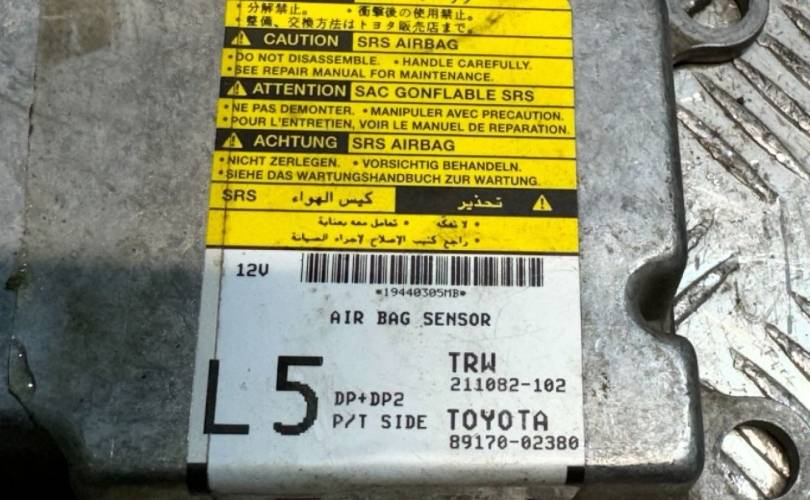 ・分解禁止。 ・衝撃後の使用禁止。
・整備、交換方法はトヨタ販売店まで。
CAUTION SRS AIRBAG
•DO NOT DISASSEMBLE. •HANDLE CAREFULLY.
•SEE REPAIR MANUAL FOR MAINTENANCE.
ATTENTION SAC GONFLABLE SRS
•NE PAS DEMONTER. •MANIPULER AVEC PRECAUTION.
•POUR L'ENTRETIEN, VOIR LE MANUEL DE REPARATION.
ACHTUNG SRS AIRBAG
•NICHT ZERLEGEN. •VORSICHTIG BEHANDELN.
•SIEHE DAS WARTUNGSHANDBUCH ZUR WARTUNG.
تحذير كيس الهواء SRS
• لا تفكّه • تعامل معه بعناية
• راجع كتيب الإصلاح لإجراء الصيانة
12V
*19440305MB*
AIR BAG SENSOR
L5
DP+DP2
P/T SIDE
TRW
211082-102
TOYOTA
89170-02380